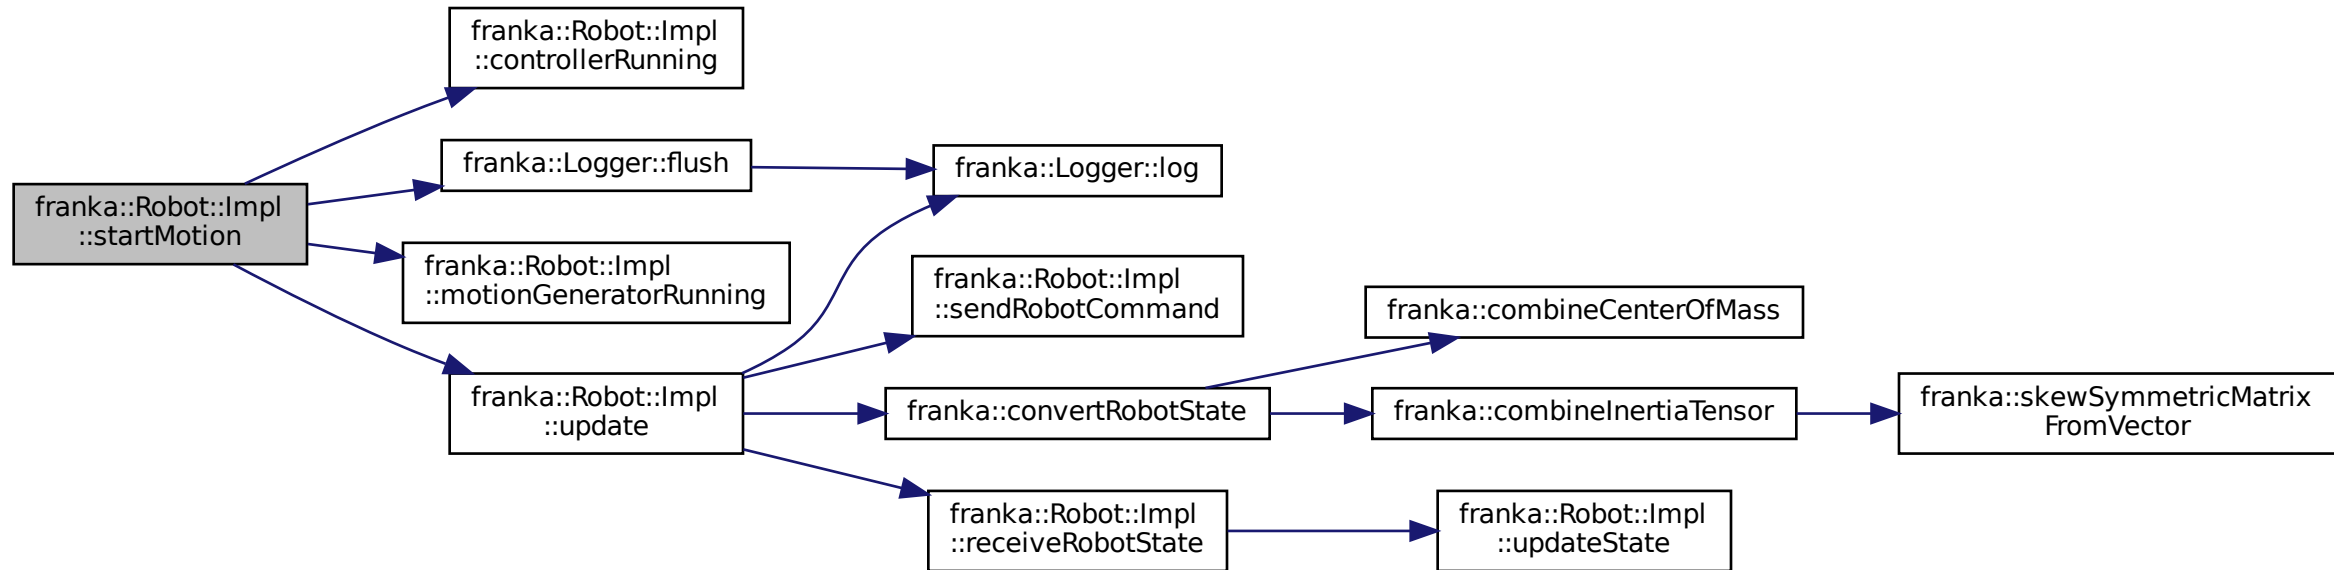 franka::Robot::Impl
::startMotion
franka::Robot::Impl
::controllerRunning
franka::Logger::flush
franka::Robot::Impl
::motionGeneratorRunning
franka::Robot::Impl
::update
franka::Logger::log
franka::Robot::Impl
::sendRobotCommand
franka::convertRobotState
franka::Robot::Impl
::receiveRobotState
franka::combineCenterOfMass
franka::combineInertiaTensor
franka::Robot::Impl
::updateState
franka::skewSymmetricMatrix
FromVector